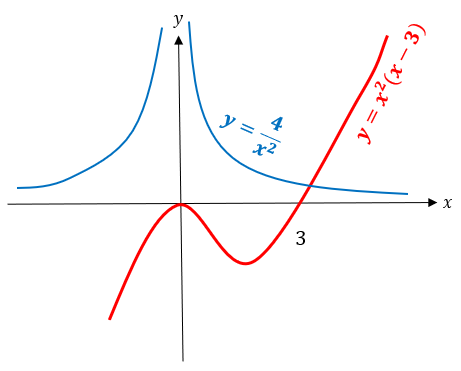 y
y = 4/x²
y = x²(x − 3)
x
3